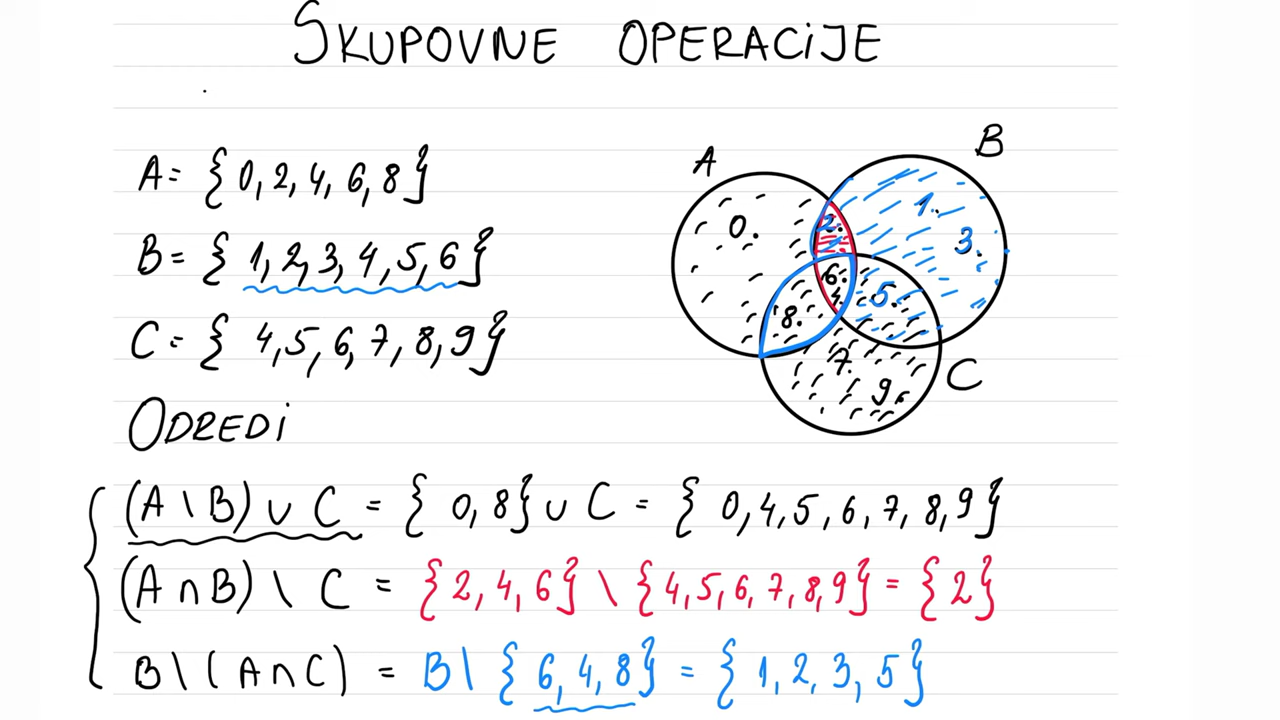 SKUPOVNE OPERACIJE
A = { 0, 2, 4, 6, 8 }
B = { 1, 2, 3, 4, 5, 6 }
C = { 4, 5, 6, 7, 8, 9 }
A
B
0.
2.
1.
3.
6.
4
5.
8.
7.
9.
C
ODREDI
(A \ B) ∪ C = { 0, 8 } ∪ C = { 0, 4, 5, 6, 7, 8, 9 }
(A ∩ B) \ C = { 2, 4, 6 } \ { 4, 5, 6, 7, 8, 9 } = { 2 }
B \ (A ∩ C) = B \ { 6, 4, 8 } = { 1, 2, 3, 5 }